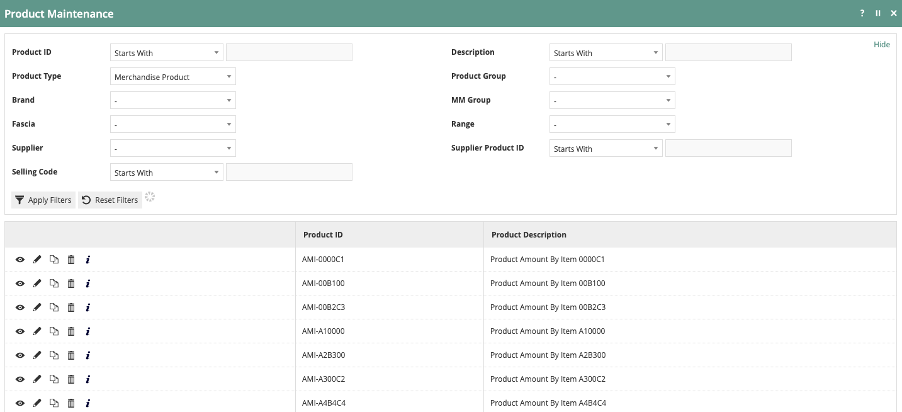 Product Maintenance ? 
Hide
Product ID Starts With Description Starts With
Product Type Merchandise Product Product Group -
Brand - MM Group -
Fascia - Range -
Supplier - Supplier Product ID Starts With
Selling Code Starts With
Apply Filters Reset Filters
Product ID Product Description
i AMI-0000C1 Product Amount By Item 0000C1
i AMI-00B100 Product Amount By Item 00B100
i AMI-00B2C3 Product Amount By Item 00B2C3
i AMI-A10000 Product Amount By Item A10000
i AMI-A2B300 Product Amount By Item A2B300
i AMI-A300C2 Product Amount By Item A300C2
i AMI-A4B4C4 Product Amount By Item A4B4C4